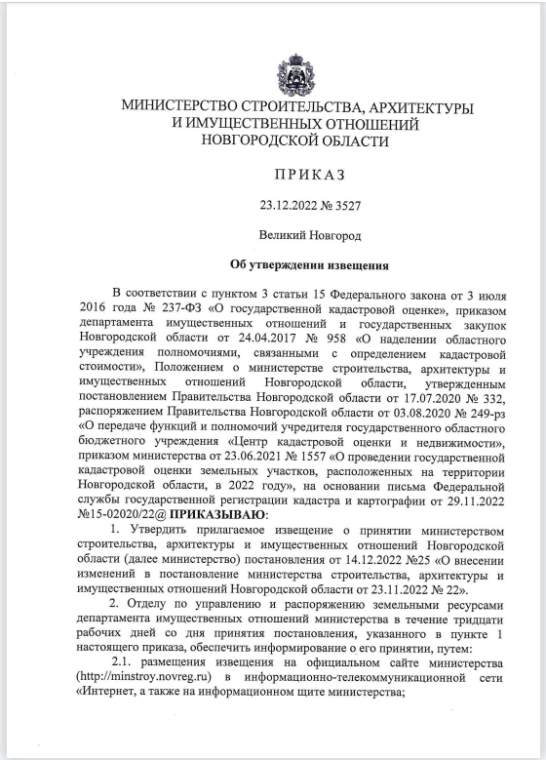 МИНИСТЕРСТВО СТРОИТЕЛЬСТВА, АРХИТЕКТУРЫ
И ИМУЩЕСТВЕННЫХ ОТНОШЕНИЙ
НОВГОРОДСКОЙ ОБЛАСТИ
ПРИКАЗ
23.12.2022 № 3527
Великий Новгород
Об утверждении извещения
В соответствии с пунктом 3 статьи 15 Федерального закона от 3 июля
2016 года № 237-ФЗ «О государственной кадастровой оценке», приказом
департамента имущественных отношений и государственных закупок
Новгородской области от 24.04.2017 № 958 «О наделении областного
учреждения полномочиями, связанными с определением кадастровой
стоимости», Положением о министерстве строительства, архитектуры и
имущественных отношений Новгородской области, утвержденным
постановлением Правительства Новгородской области от 17.07.2020 № 332,
распоряжением Правительства Новгородской области от 03.08.2020 № 249-рз
«О передаче функций и полномочий учредителя государственного областного
бюджетного учреждения «Центр кадастровой оценки и недвижимости»,
приказом министерства от 23.06.2021 № 1557 «О проведении государственной
кадастровой оценки земельных участков, расположенных на территории
Новгородской области, в 2022 году», на основании письма Федеральной
службы государственной регистрации кадастра и картографии от 29.11.2022
№15-02020/22@ ПРИКАЗЫВАЮ:
1. Утвердить прилагаемое извещение о принятии министерством
строительства, архитектуры и имущественных отношений Новгородской
области (далее министерство) постановления от 14.12.2022 №25 «О внесении
изменений в постановление министерства строительства, архитектуры и
имущественных отношений Новгородской области от 23.11.2022 № 22».
2. Отделу по управлению и распоряжению земельными ресурсами
департамента имущественных отношений министерства в течение тридцати
рабочих дней со дня принятия постановления, указанного в пункте 1
настоящего приказа, обеспечить информирование о его принятии, путем:
2.1. размещения извещения на официальном сайте министерства
(http://minstroy.novreg.ru) в информационно-телекоммуникационной сети
«Интернет, а также на информационном щите министерства;